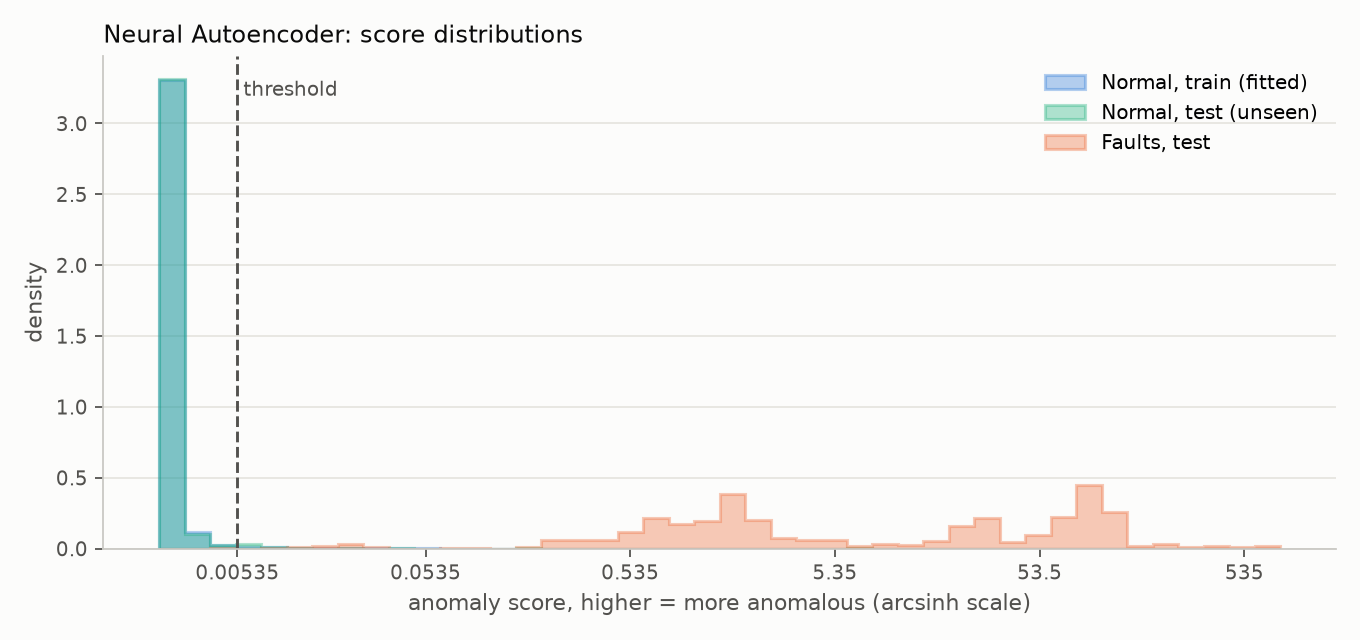 Neural Autoencoder: score distributions
threshold
Normal, train (fitted)
Normal, test (unseen)
Faults, test
density
3.0
2.5
2.0
1.5
1.0
0.5
0.0
0.00535
0.0535
0.535
5.35
53.5
535
anomaly score, higher = more anomalous (arcsinh scale)